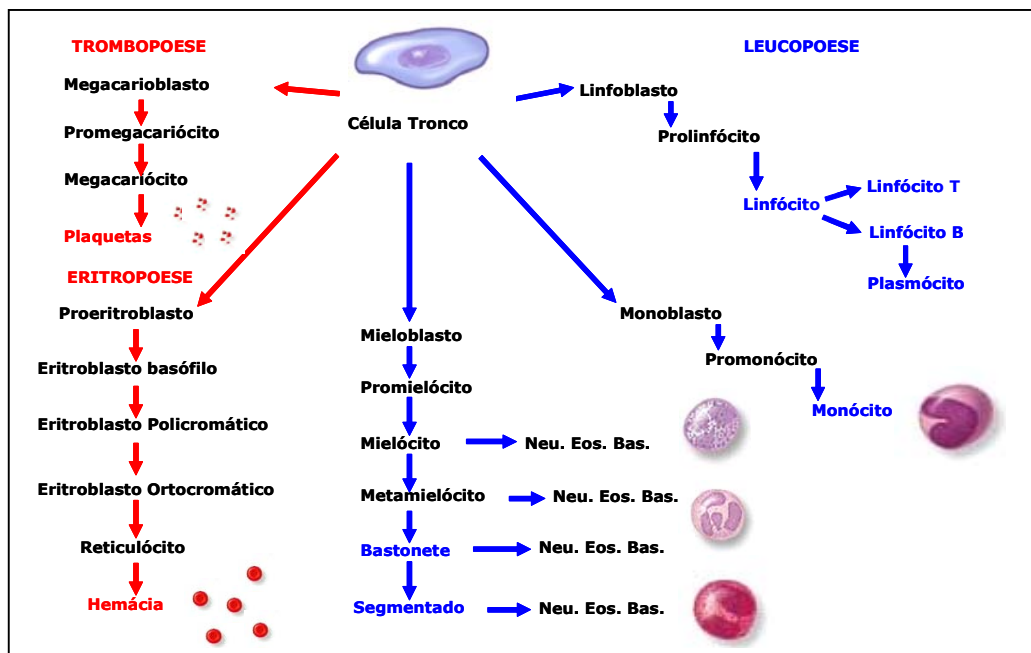 TROMBOPOESE
Megacarioblasto
Promegacariócito
Megacariócito
Plaquetas
ERITROPOESE
Proeritroblasto
Eritroblasto basófilo
Eritroblasto Policromático
Eritroblasto Ortocromático
Reticulócito
Hemácia
Célula Tronco
Mieloblasto
Promielócito
Mielócito
Neu. Eos. Bas.
Metamielócito
Neu. Eos. Bas.
Bastonete
Neu. Eos. Bas.
Segmentado
Neu. Eos. Bas.
LEUCOPOESE
Linfoblasto
Prolinfócito
Linfócito
Linfócito T
Linfócito B
Plasmócito
Monoblasto
Promonócito
Monócito